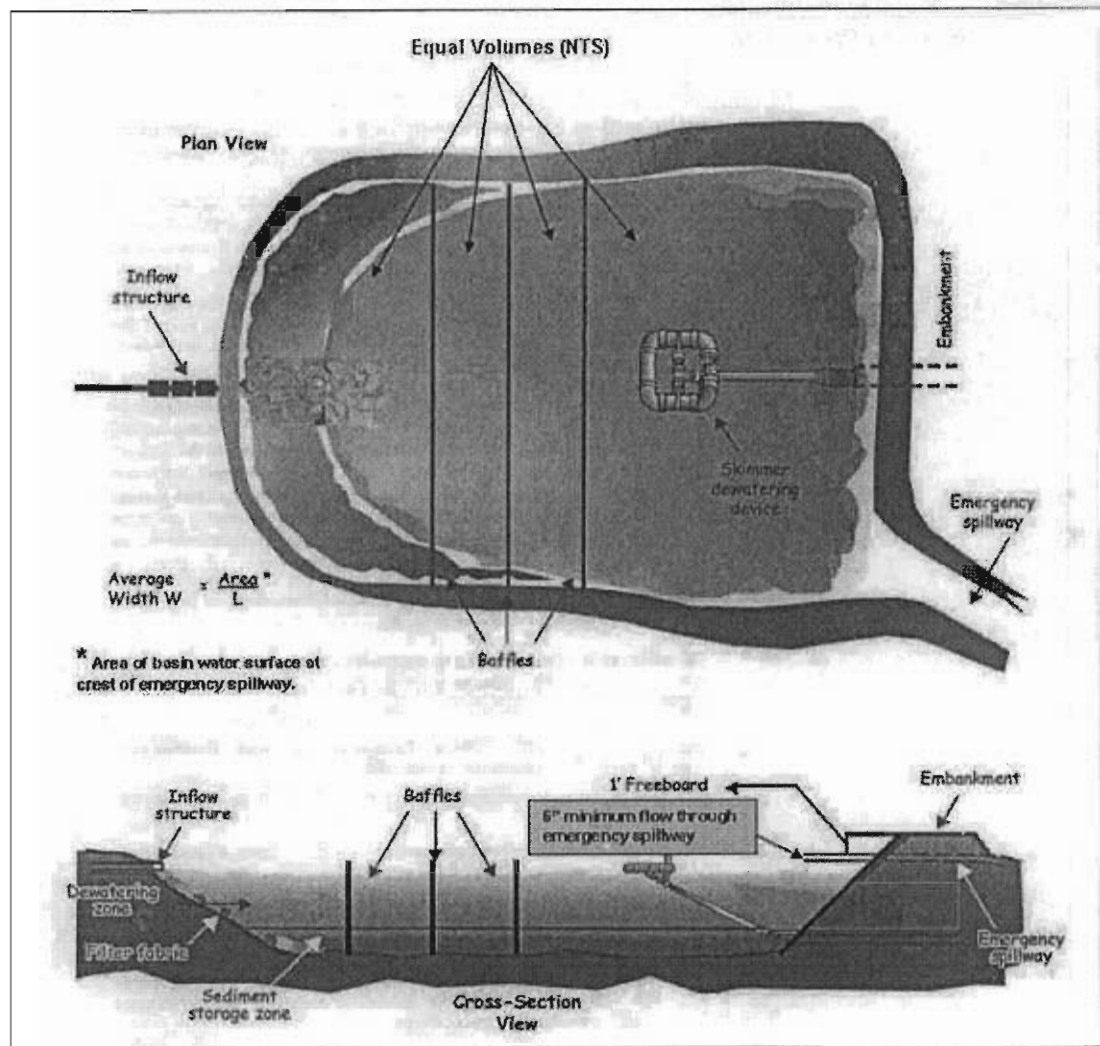 Equal Volumes (NTS)
Plan View
Inflow
structure
Embankment
Skimmer
dewatering
device
Emergency
spillway
Average
Width W = Area *
L
* Area of basin water surface at
crest of emergency spillway.
Baffles
Inflow
structure
Baffles
1' Freeboard
Embankment
6" minimum flow through
emergency spillway
Dewatering
zone
Filter fabric
Sediment
storage zone
Cross-Section
View
Emergency
spillway